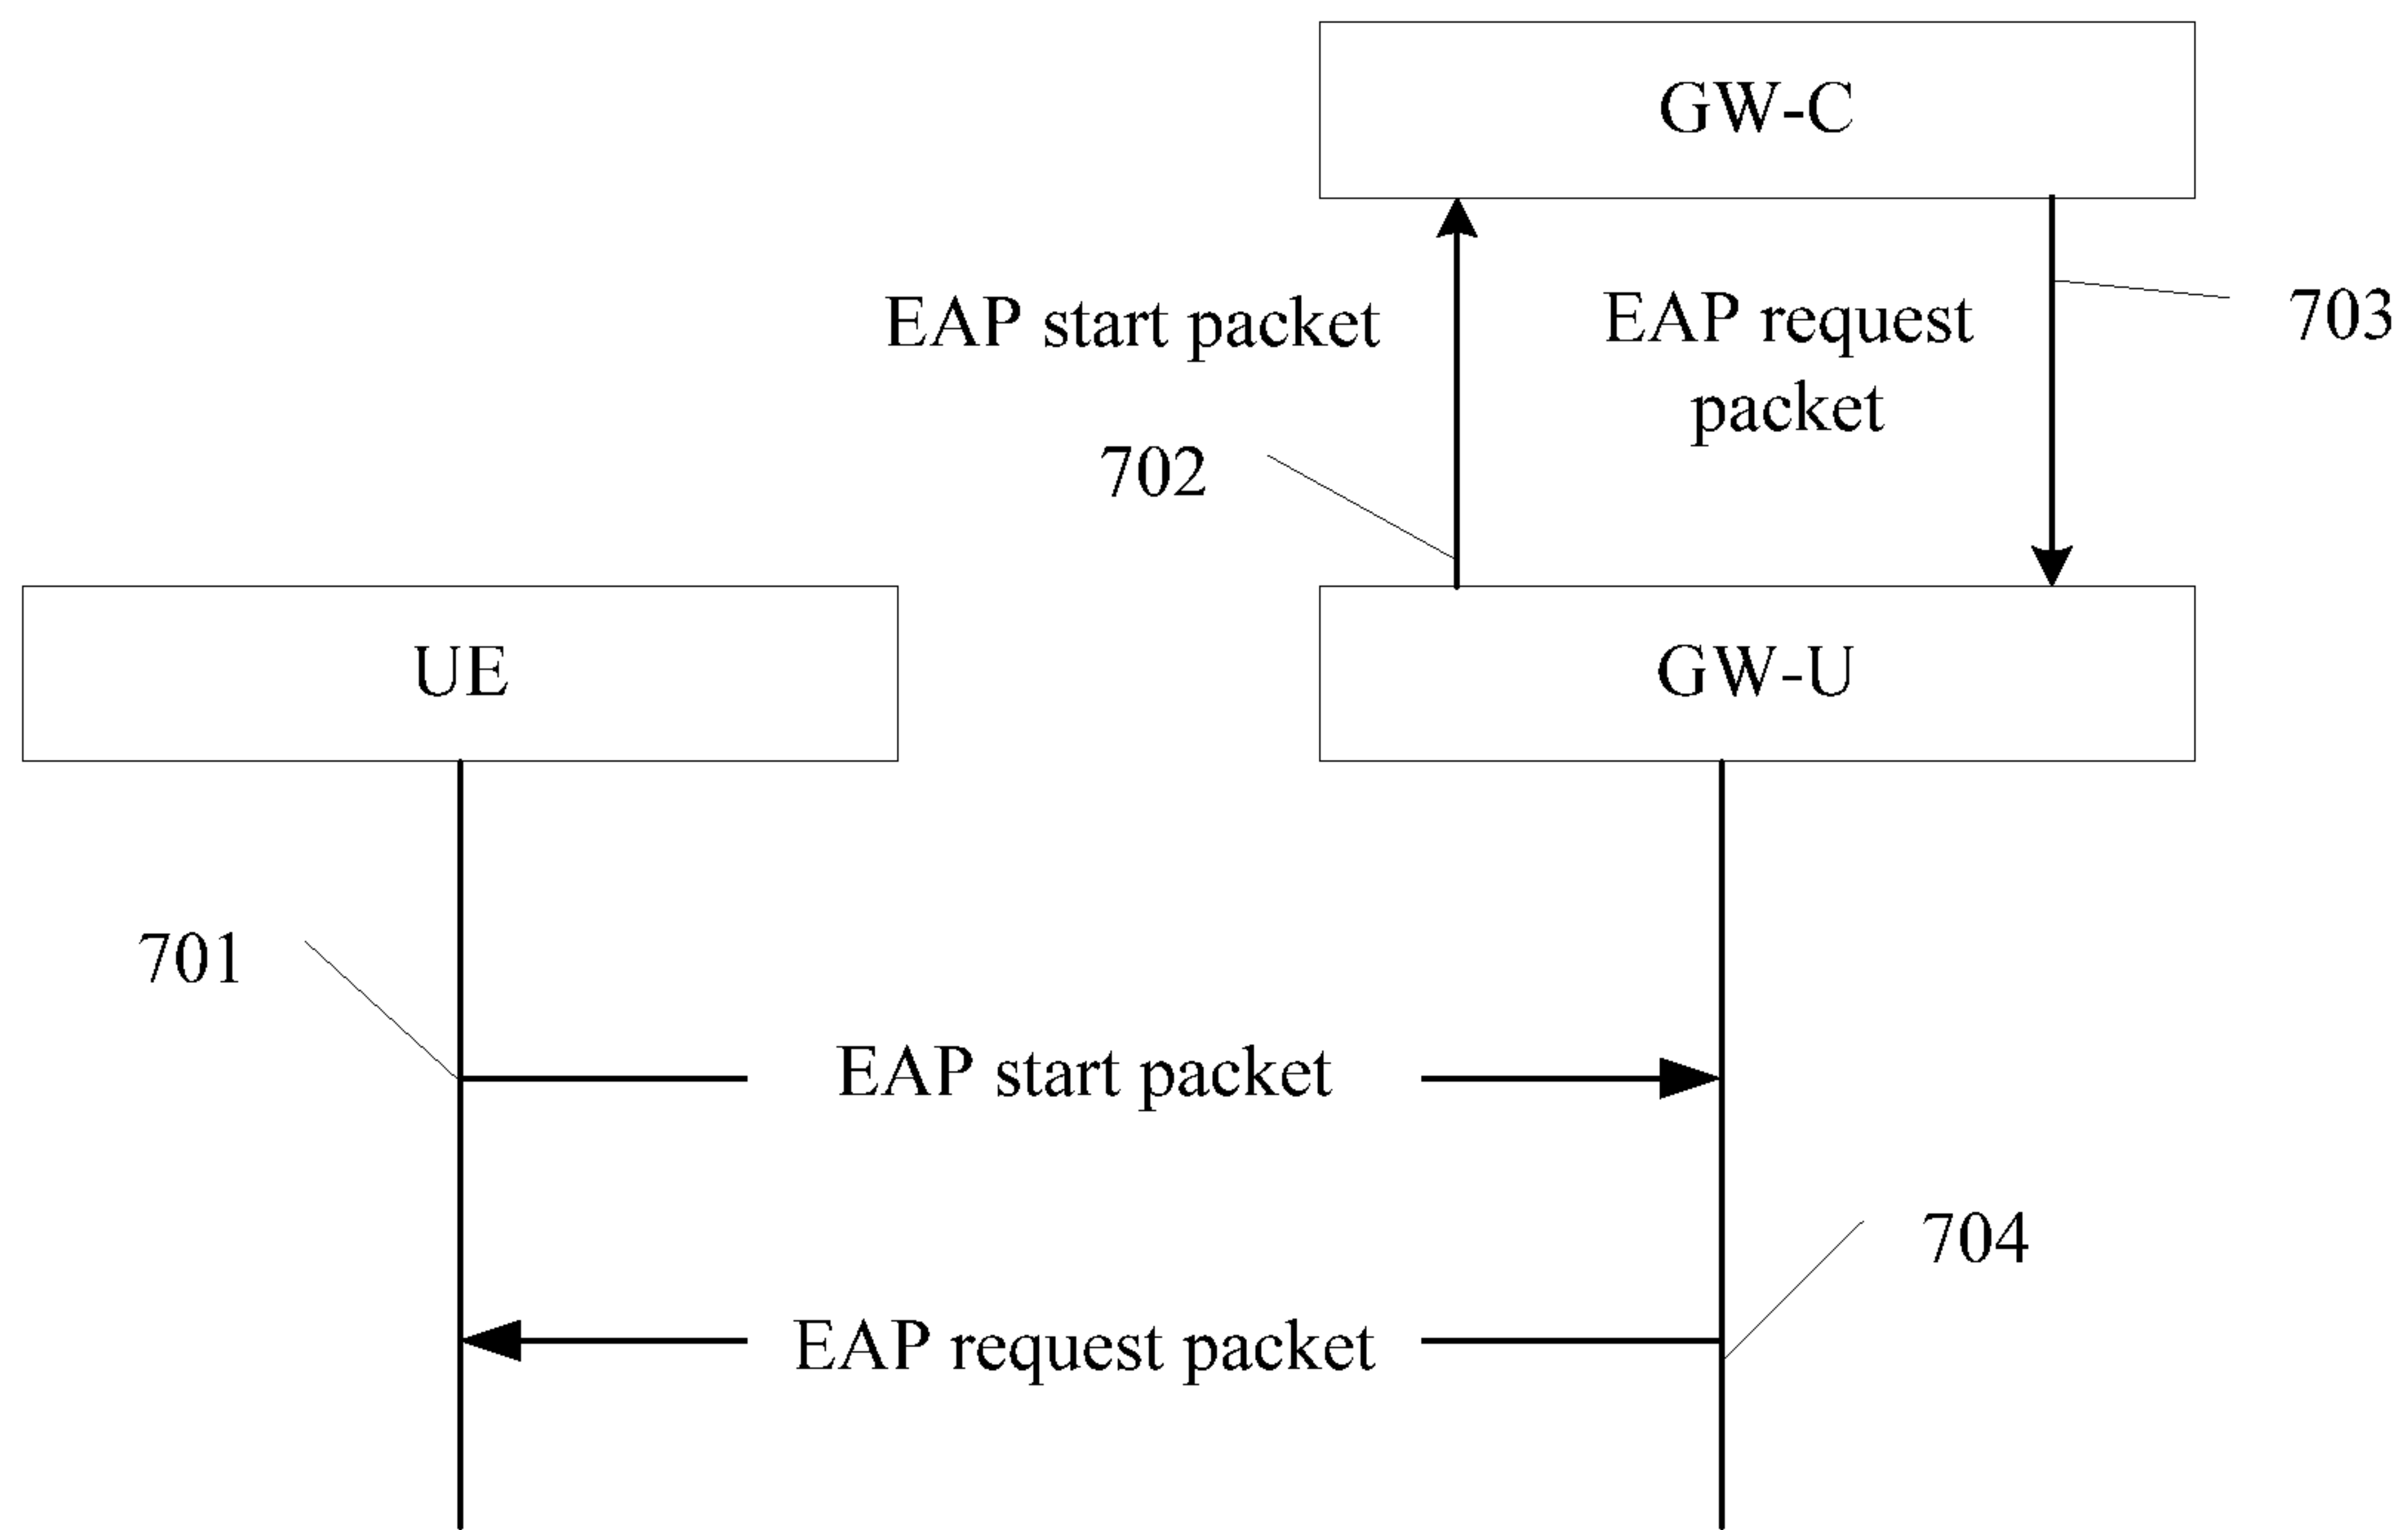 GW-C
EAP start packet
EAP request
packet
703
702
UE
GW-U
701
EAP start packet
704
EAP request packet